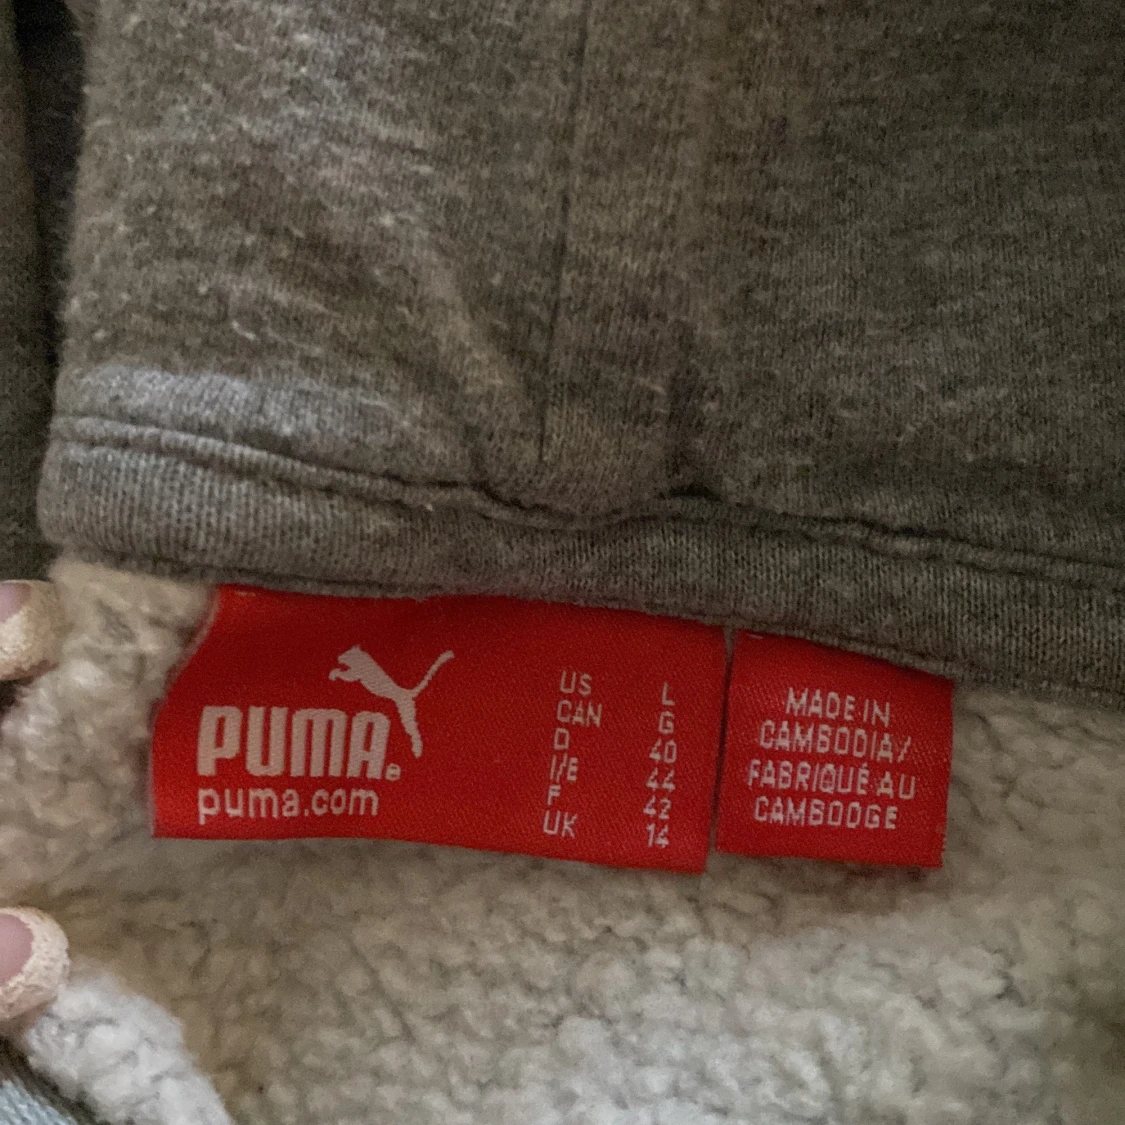 PUMA
puma.com
US L
CAN G
D 40
I/E 44
F 42
UK 14
MADE IN
CAMBODIA/
FABRIQUÉ AU
CAMBODGE